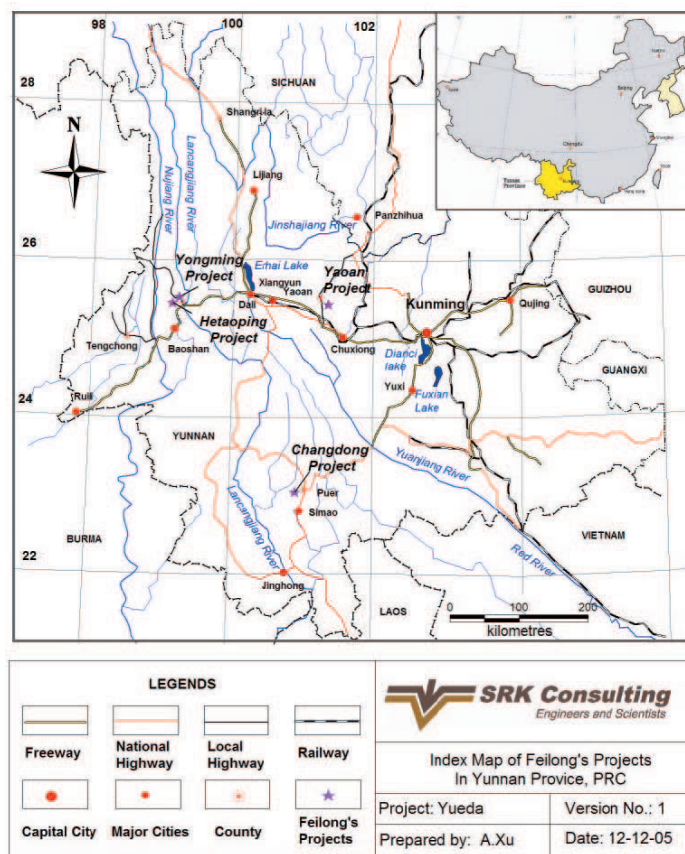 98
100
102
28
SICHUAN
Shangri-la
N
Nujiang River
Lancangjiang River
Lijiang
Jinshajiang River
Panzhihua
26
Yongming
Project
Erhai Lake
Xiangyun
Yaoan
Yaoan
Project
Kunming
Qujing
GUIZHOU
Dali
Hetaoping
Project
Tengchong
Baoshan
Chuxiong
Dianci
lake
GUANGXI
Ruili
Yuxi
Fuxian
Lake
24
YUNNAN
Changdong
Project
Yuanjiang River
Puer
Simao
Lancangjiang River
BURMA
VIETNAM
22
Red River
Jinghong
LAOS
0 100 200
kilometres
Beijing
Chengdu
Shanghai
LEGENDS
Freeway
National
Highway
Local
Highway
Railway
Capital City
Major Cities
County
Feilong's
Projects
SRK Consulting
Engineers and Scientists
Index Map of Feilong's Projects
In Yunnan Provice, PRC
Project: Yueda
Version No.: 1
Prepared by: A.Xu
Date: 12-12-05